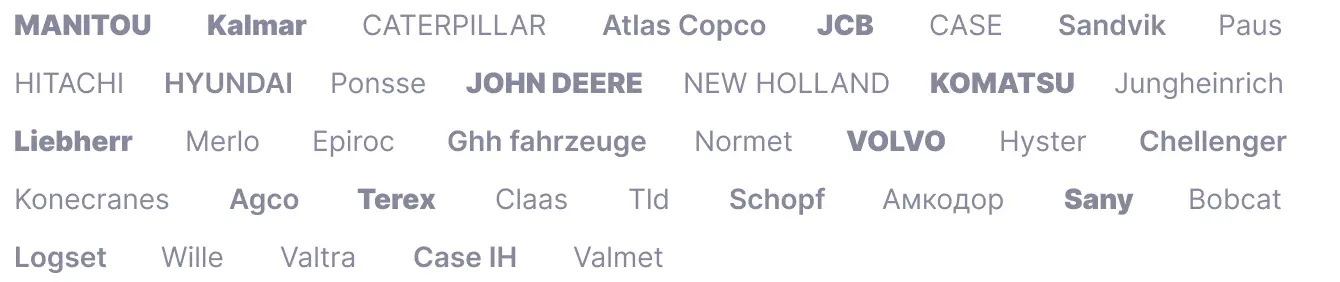 MANITOU Kalmar CATERPILLAR Atlas Copco JCB CASE Sandvik Paus
HITACHI HYUNDAI Ponsse JOHN DEERE NEW HOLLAND KOMATSU Jungheinrich
Liebherr Merlo Epiroc Ghh fahrzeuge Normet VOLVO Hyster Chellenger
Konecranes Agco Terex Claas Tld Schopf Амкодор Sany Bobcat
Logset Wille Valtra Case IH Valmet